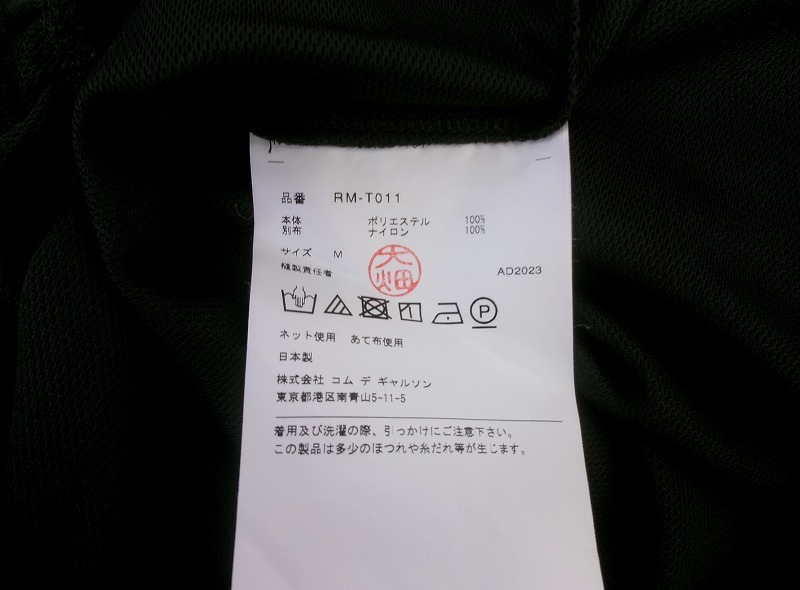 品番 RM-T011
本体 ポリエステル 100%
別布 ナイロン 100%
サイズ M
縫製責任者 大畑
AD2023
P
ネット使用 あて布使用
日本製
株式会社 コム デ ギャルソン
東京都港区南青山5-11-5
着用及び洗濯の際、引っかけにご注意下さい。
この製品は多少のほつれや糸だれ等が生じます。